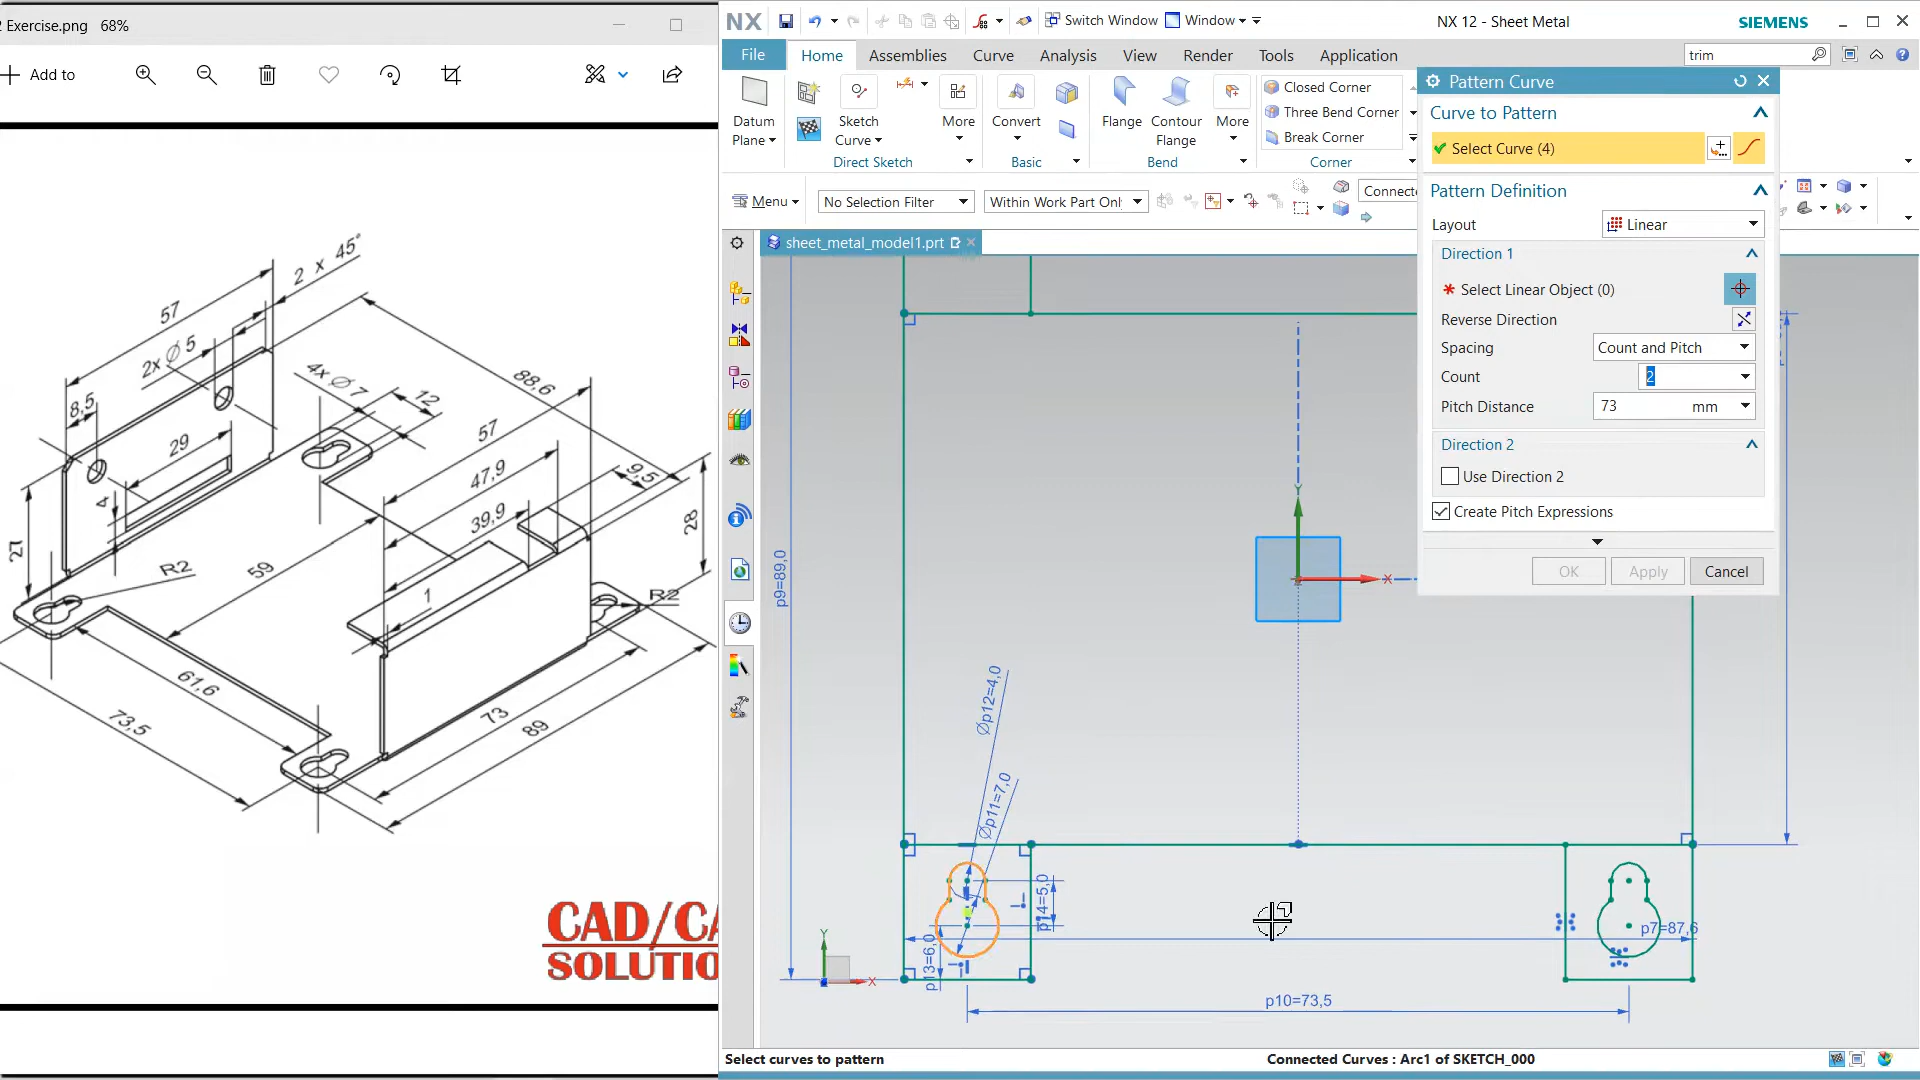 2 Exercise.png 68%
Add to
57
2 x 45°
2x ∅ 5
8,5
4x ∅ 7
12
88,6
29
57
47,9
9,5
4
39,9
28
27
R2
59
1
R2
61,6
73,5
73
89
CAD/CA
SOLUTIO
NX
Switch Window
Window
NX 12 - Sheet Metal
SIEMENS
File
Home
Assemblies
Curve
Analysis
View
Render
Tools
Application
trim
Datum
Plane
Sketch
Curve
More
Convert
Flange
Contour
Flange
More
Closed Corner
Three Bend Corner
Break Corner
Direct Sketch
Basic
Bend
Corner
Menu
No Selection Filter
Within Work Part Onl
Connecte
sheet_metal_model1.prt
Pattern Curve
Curve to Pattern
Select Curve (4)
Pattern Definition
Layout
Linear
Direction 1
Select Linear Object (0)
Reverse Direction
Spacing
Count and Pitch
Count
2
Pitch Distance
73 mm
Direction 2
Use Direction 2
Create Pitch Expressions
OK
Apply
Cancel
p9=89,0
Y
X
∅p12=4,0
∅p11=7,0
p14=5,0
p13=6,0
p7=87,6
Y
X
p10=73,5
Select curves to pattern
Connected Curves : Arc1 of SKETCH_000